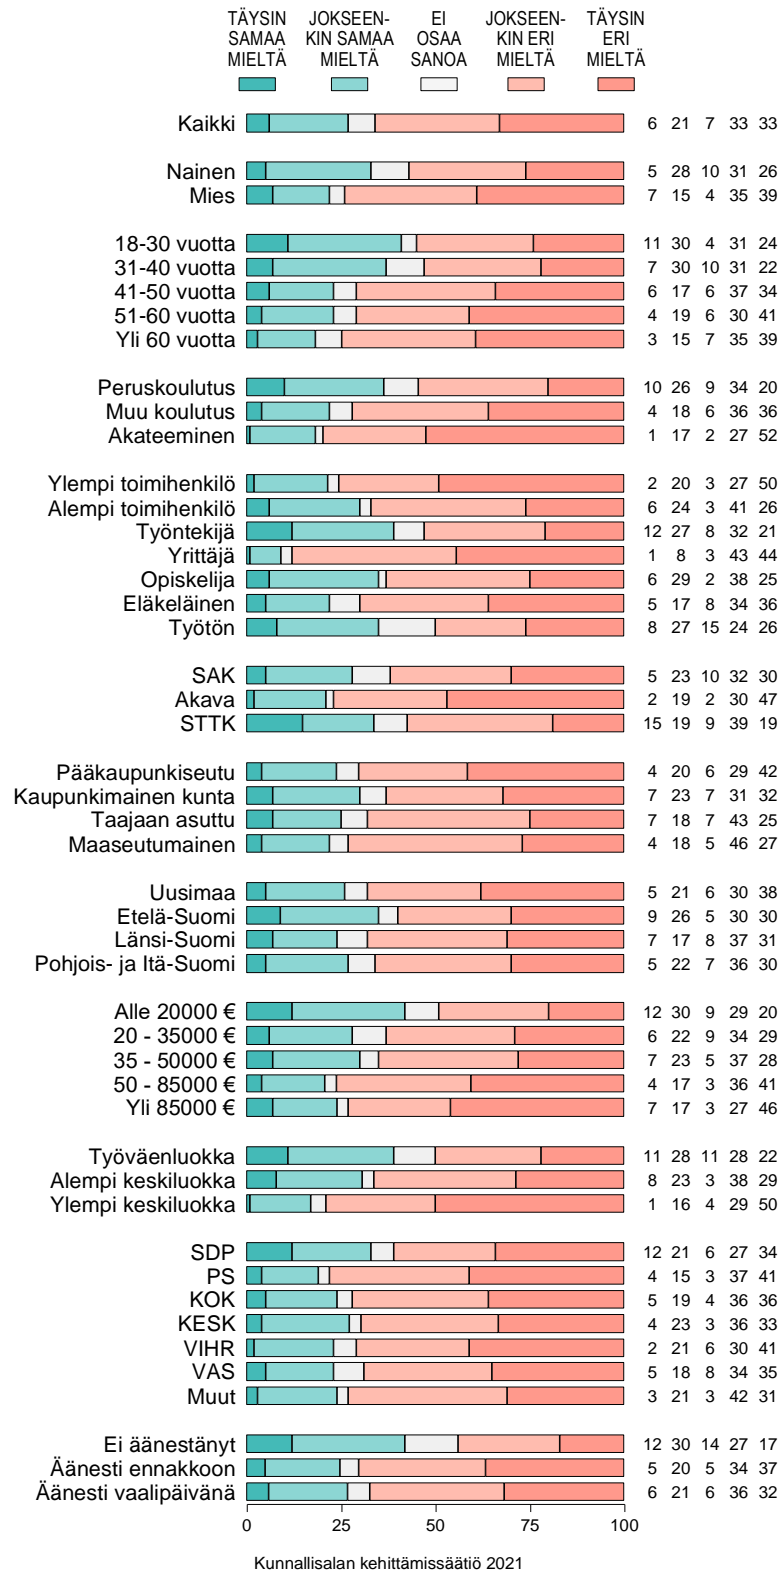 TÄYSIN JOKSEEN- EI JOKSEEN- TÄYSIN
SAMAA KIN SAMAA OSAA KIN ERI ERI
MIELTÄ MIELTÄ SANOA MIELTÄ MIELTÄ
Kaikki 6 21 7 33 33
Nainen 5 28 10 31 26
Mies 7 15 4 35 39
18-30 vuotta 11 30 4 31 24
31-40 vuotta 7 30 10 31 22
41-50 vuotta 6 17 6 37 34
51-60 vuotta 4 19 6 30 41
Yli 60 vuotta 3 15 7 35 39
Peruskoulutus 10 26 9 34 20
Muu koulutus 4 18 6 36 36
Akateeminen 1 17 2 27 52
Ylempi toimihenkilö 2 20 3 27 50
Alempi toimihenkilö 6 24 3 41 26
Työntekijä 12 27 8 32 21
Yrittäjä 1 8 3 43 44
Opiskelija 6 29 2 38 25
Eläkeläinen 5 17 8 34 36
Työtön 8 27 15 24 26
SAK 5 23 10 32 30
Akava 2 19 2 30 47
STTK 15 19 9 39 19
Pääkaupunkiseutu 4 20 6 29 42
Kaupunkimainen kunta 7 23 7 31 32
Taajaan asuttu 7 18 7 43 25
Maaseutumainen 4 18 5 46 27
Uusimaa 5 21 6 30 38
Etelä-Suomi 9 26 5 30 30
Länsi-Suomi 7 17 8 37 31
Pohjois- ja Itä-Suomi 5 22 7 36 30
Alle 20000 € 12 30 9 29 20
20 - 35000 € 6 22 9 34 29
35 - 50000 € 7 23 5 37 28
50 - 85000 € 4 17 3 36 41
Yli 85000 € 7 17 3 27 46
Työväenluokka 11 28 11 28 22
Alempi keskiluokka 8 23 3 38 29
Ylempi keskiluokka 1 16 4 29 50
SDP 12 21 6 27 34
PS 4 15 3 37 41
KOK 5 19 4 36 36
KESK 4 23 3 36 33
VIHR 2 21 6 30 41
VAS 5 18 8 34 35
Muut 3 21 3 42 31
Ei äänestänyt 12 30 14 27 17
Äänesti ennakkoon 5 20 5 34 37
Äänesti vaalipäivänä 6 21 6 36 32
0 25 50 75 100
Kunnallisalan kehittämissäätiö 2021